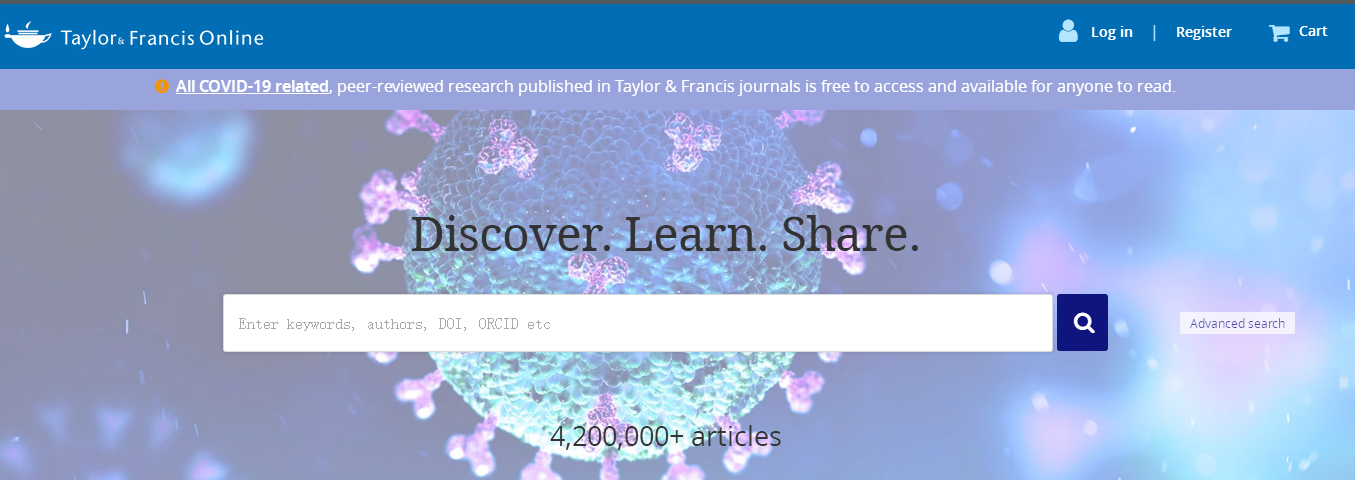 Taylor & Francis Online
Log in | Register
Cart
All COVID-19 related, peer-reviewed research published in Taylor & Francis journals is free to access and available for anyone to read.
Discover. Learn. Share.
Enter keywords, authors, DOI, ORCID etc
Advanced search
4,200,000+ articles